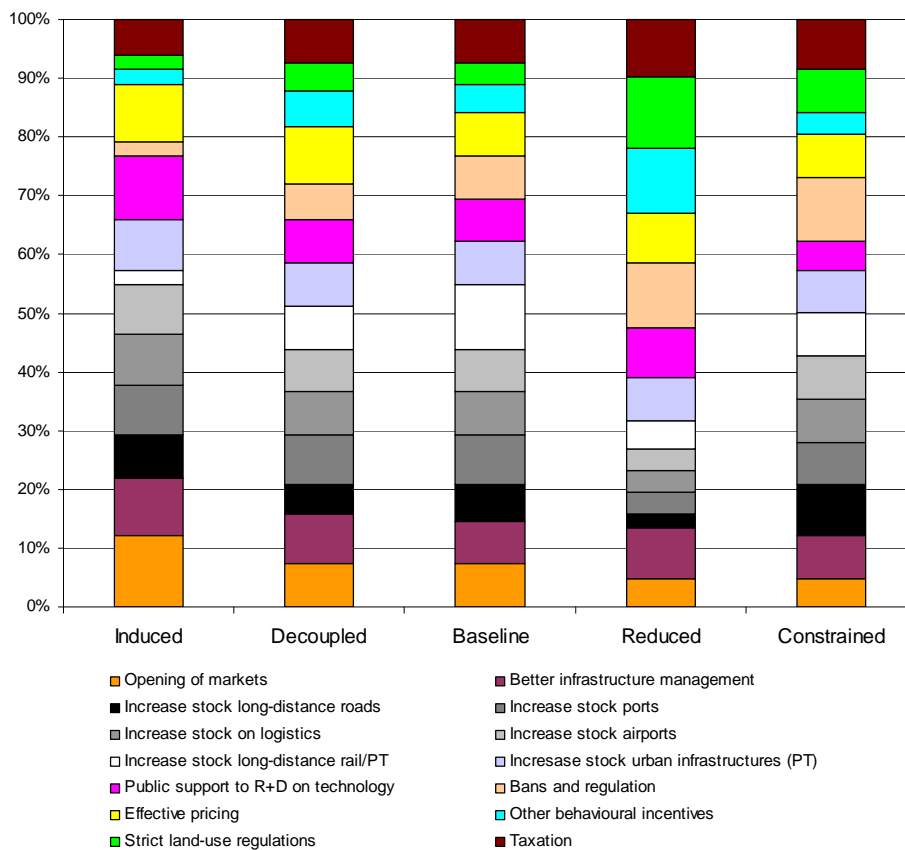 100%
90%
80%
70%
60%
50%
40%
30%
20%
10%
0%
Induced Decoupled Baseline Reduced Constrained
Opening of markets Better infrastructure management
Increase stock long-distance roads Increase stock ports
Increase stock on logistics Increase stock airports
Increase stock long-distance rail/PT Incresase stock urban infrastructures (PT)
Public support to R+D on technology Bans and regulation
Effective pricing Other behavioural incentives
Strict land-use regulations Taxation